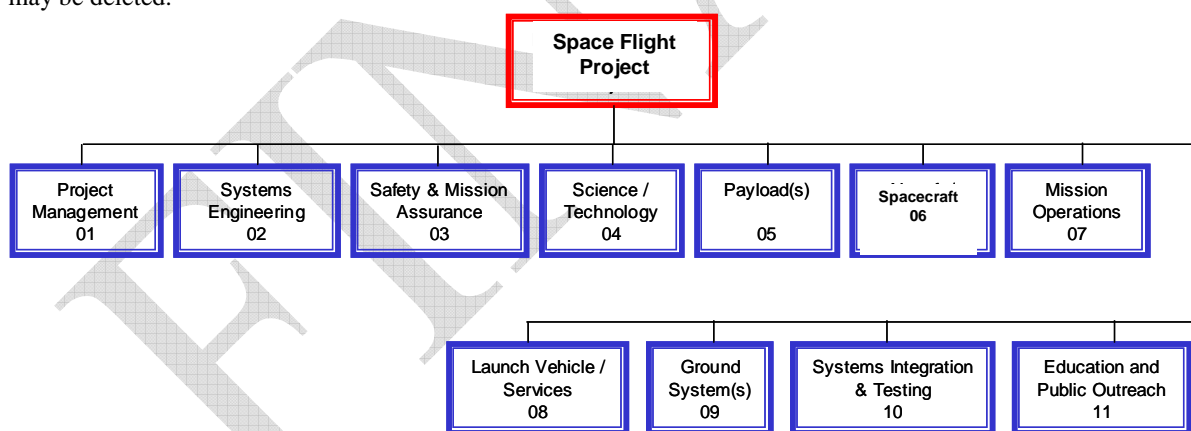 may be deleted.
Space Flight
Project
Project
Management
01
Systems
Engineering
02
Safety & Mission
Assurance
03
Science /
Technology
04
Payload(s)
05
Spacecraft
06
Mission
Operations
07
Launch Vehicle /
Services
08
Ground
System(s)
09
Systems Integration
& Testing
10
Education and
Public Outreach
11